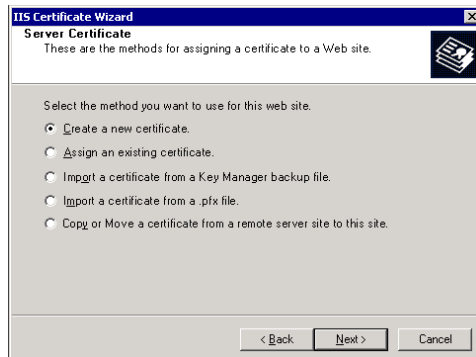 IIS Certificate Wizard
Server Certificate
These are the methods for assigning a certificate to a Web site.
Select the method you want to use for this web site.
Create a new certificate.
Assign an existing certificate.
Import a certificate from a Key Manager backup file.
Import a certificate from a .pfx file.
Copy or Move a certificate from a remote server site to this site.
< Back Next > Cancel